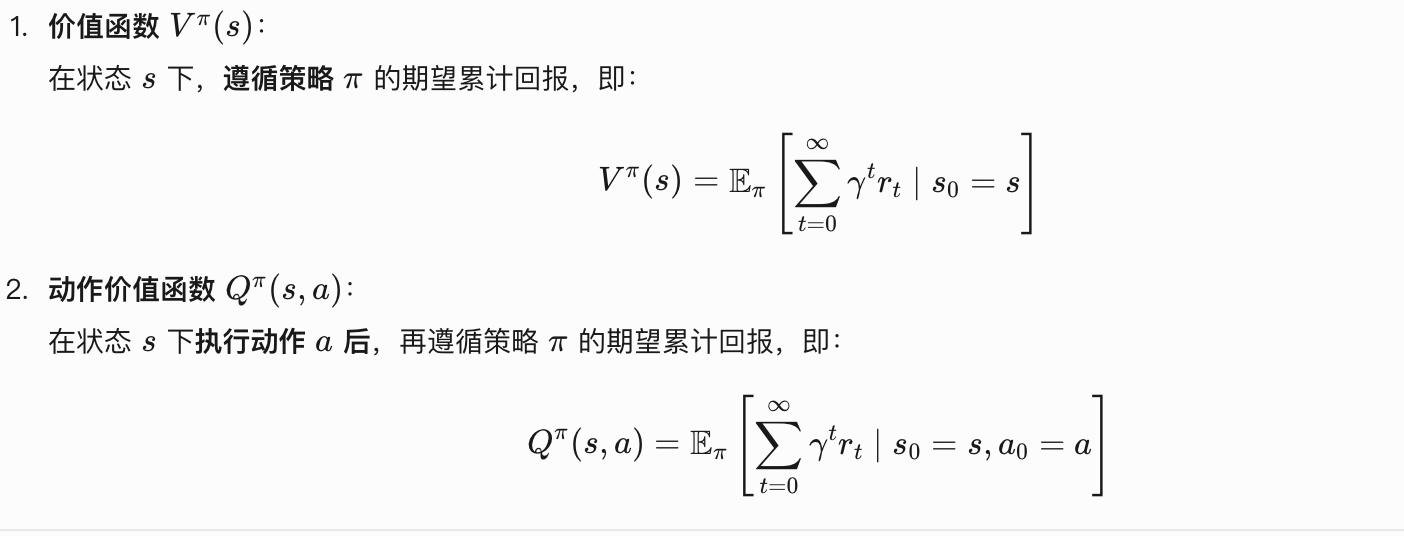 1. 价值函数 $V^{\pi}(s)$:
在状态 $s$ 下，遵循策略 $\pi$ 的期望累计回报，即：
$V^{\pi}(s) = \mathbb{E}_{\pi} \left[ \sum_{t=0}^{\infty} \gamma^t r_t \mid s_0 = s \right]$
2. 动作价值函数 $Q^{\pi}(s, a)$:
在状态 $s$ 下执行动作 $a$ 后，再遵循策略 $\pi$ 的期望累计回报，即：
$Q^{\pi}(s, a) = \mathbb{E}_{\pi} \left[ \sum_{t=0}^{\infty} \gamma^t r_t \mid s_0 = s, a_0 = a \right]$